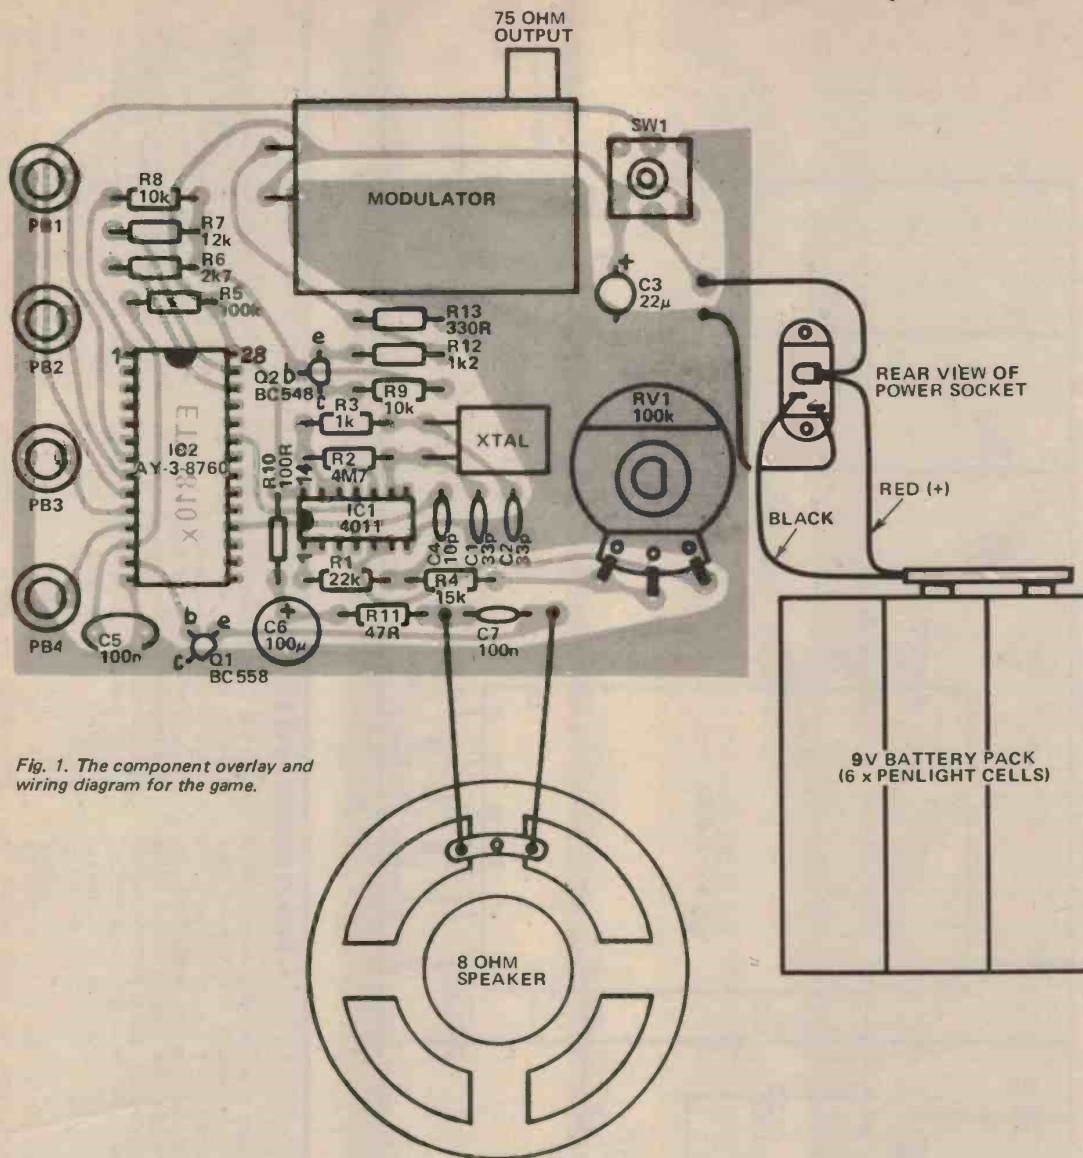 75 OHM
OUTPUT
SW1
MODULATOR
PB1
R8
10k
R7
12k
R6
2k7
R5
100k
C3
22µ
R13
330R
R12
1k2
R9
10k
e
Q2 b
BC548
c
PB2
1
28
REAR VIEW OF
POWER SOCKET
RV1
100k
R3
1k
XTAL
R2
4M7
R10
100R
IC2
AY-3-8760
PB3
14
IC1
4011
1
C4
10p
C1
33p
C2
33p
RED (+)
BLACK
R1
22k
R4
15k
R11
47R
C7
100n
PB4
C5
100n
b
e
c
Q1
BC558
+
C6
100µ
+
9V BATTERY PACK
(6 x PENLIGHT CELLS)
Fig. 1. The component overlay and
wiring diagram for the game.
8 OHM
SPEAKER